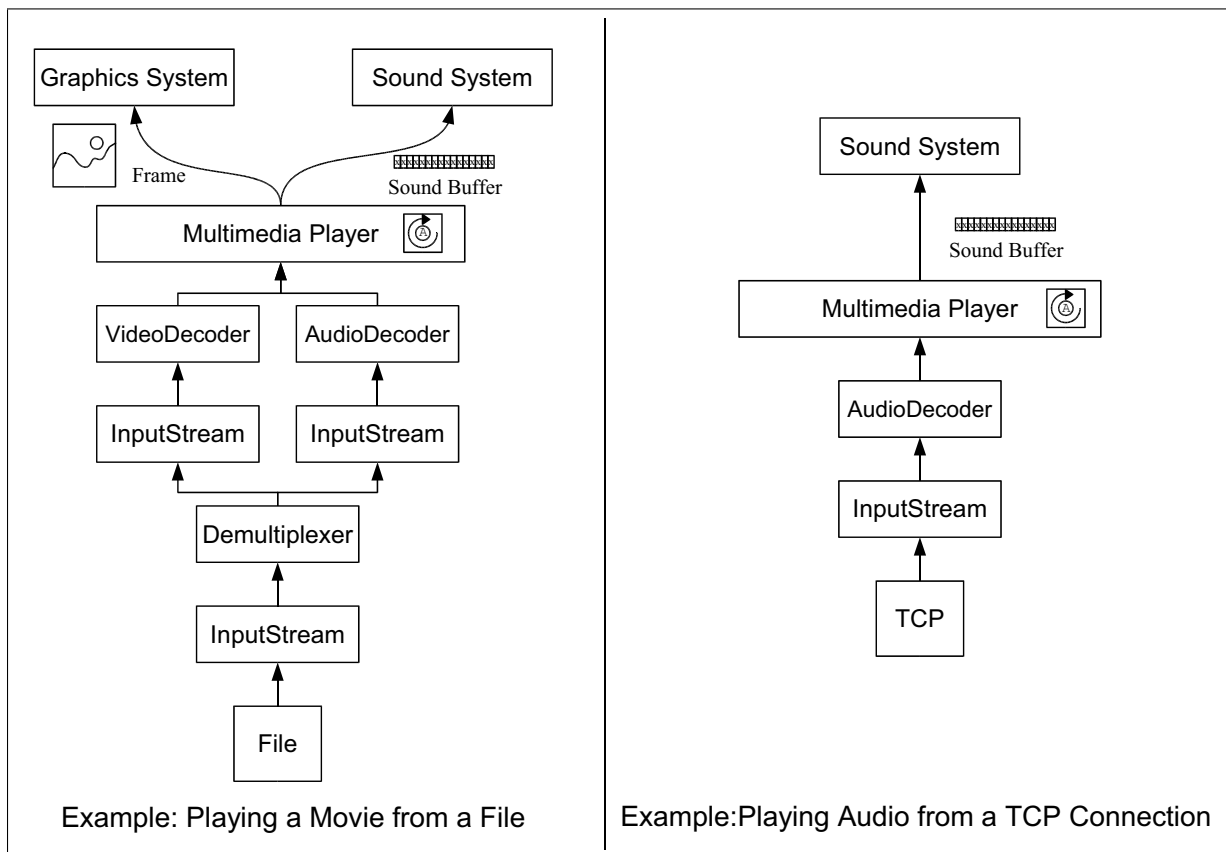 Graphics System
Sound System
Frame
Sound Buffer
Multimedia Player
A
VideoDecoder
AudioDecoder
InputStream
InputStream
Demultiplexer
InputStream
File
Example: Playing a Movie from a File
Sound System
Sound Buffer
Multimedia Player
A
AudioDecoder
InputStream
TCP
Example:Playing Audio from a TCP Connection